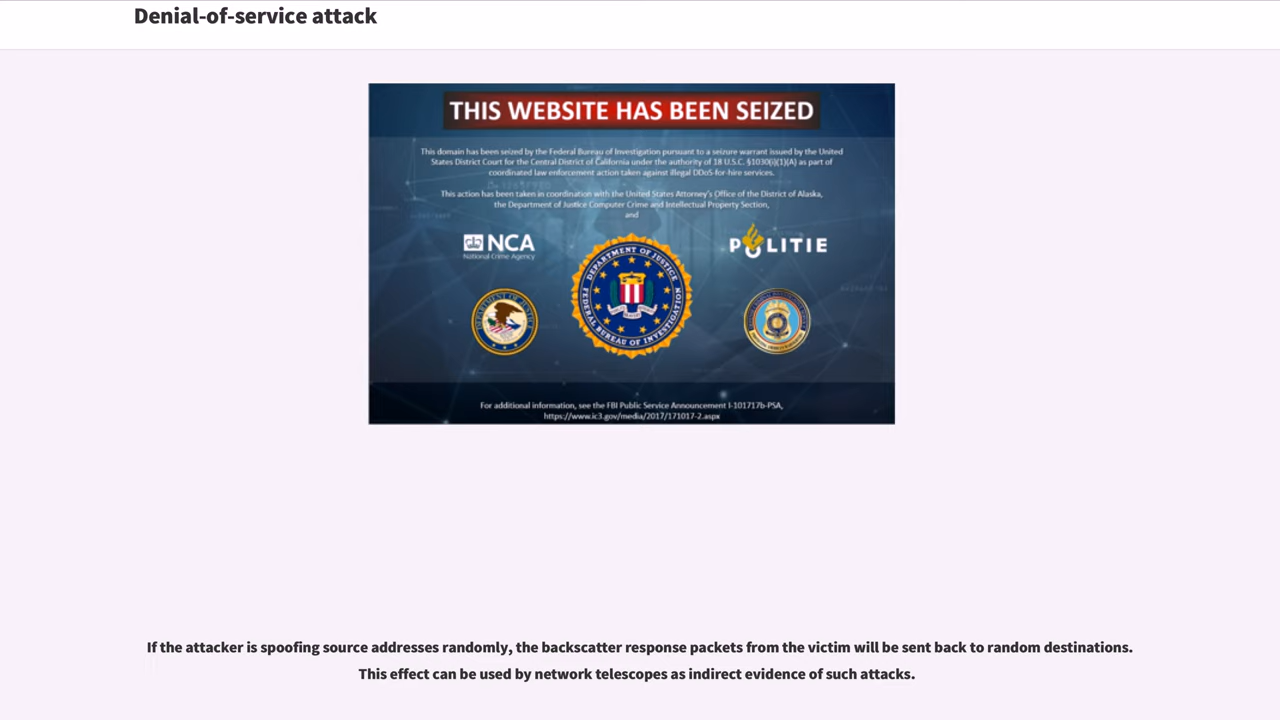 Denial-of-service attack
THIS WEBSITE HAS BEEN SEIZED
This domain has been seized by the Federal Bureau of Investigation pursuant to a seizure warrant issued by the United
States District Court for the Central District of California under the authority of 18 U.S.C. §1030(i)(1)(A) as part of
coordinated law enforcement action taken against illegal DDoS-for-hire services.
This action has been taken in coordination with the United States Attorney's Office of the District of Alaska,
the Department of Justice Computer Crime and Intellectual Property Section,
and
NCA
National Crime Agency
POLITIE
DEPARTMENT OF JUSTICE
FEDERAL BUREAU OF INVESTIGATION
DEPARTMENT OF JUSTICE
For additional information, see the FBI Public Service Announcement I-101717b-PSA,
https://www.ic3.gov/media/2017/171017-2.aspx
If the attacker is spoofing source addresses randomly, the backscatter response packets from the victim will be sent back to random destinations.
This effect can be used by network telescopes as indirect evidence of such attacks.